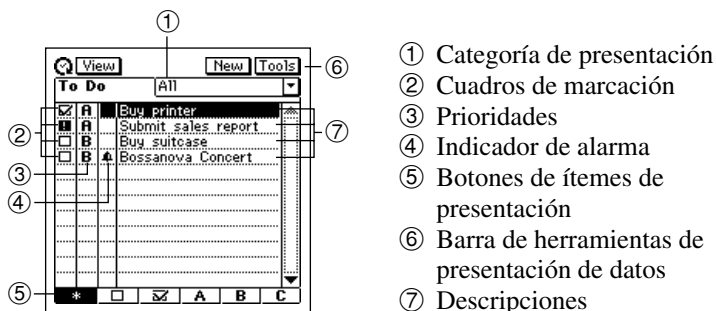 ①
View New Tools ⑥
To Do All
A Buy printer
A Submit sales report
② B Buy suitcase ⑦
B Bossanova Concert
③
④
⑤ * □ ☑ A B C
① Categoría de presentación
② Cuadros de marcación
③ Prioridades
④ Indicador de alarma
⑤ Botones de ítemes de
presentación
⑥ Barra de herramientas de
presentación de datos
⑦ Descripciones